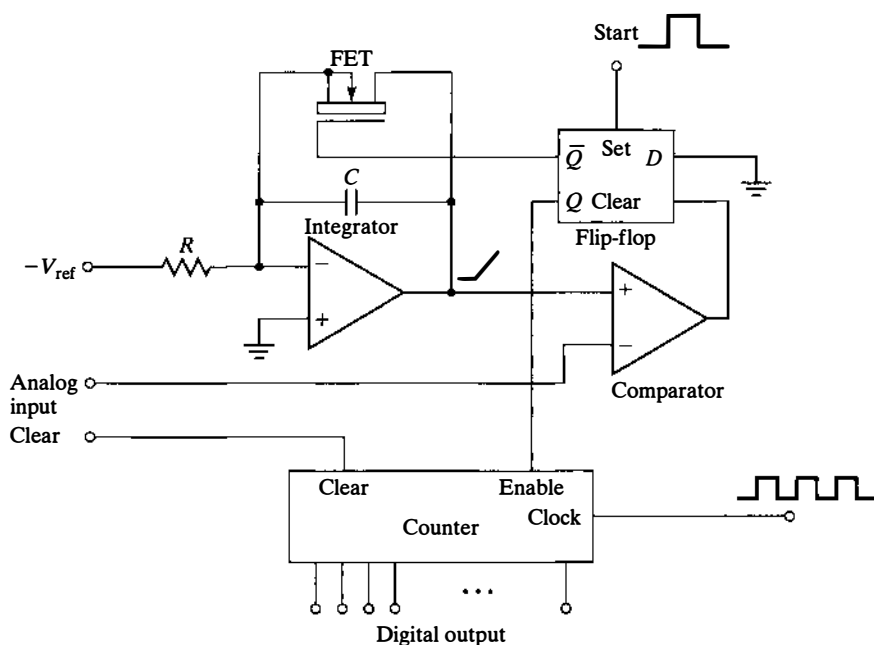 Start
FET
Q̅ Set D
C
Q Clear
Integrator
Flip-flop
R
−V_ref
−
+
+
−
Analog
input
Comparator
Clear
Clear Enable
Clock
Counter
...
Digital output